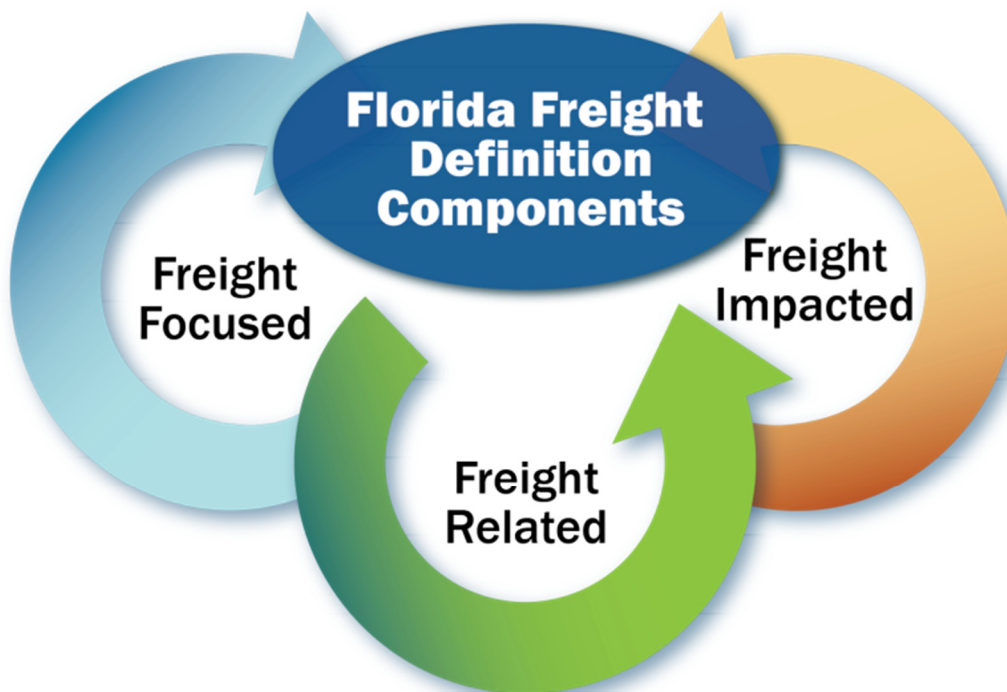 Florida Freight
Definition
Components
Freight
Focused
Freight
Impacted
Freight
Related